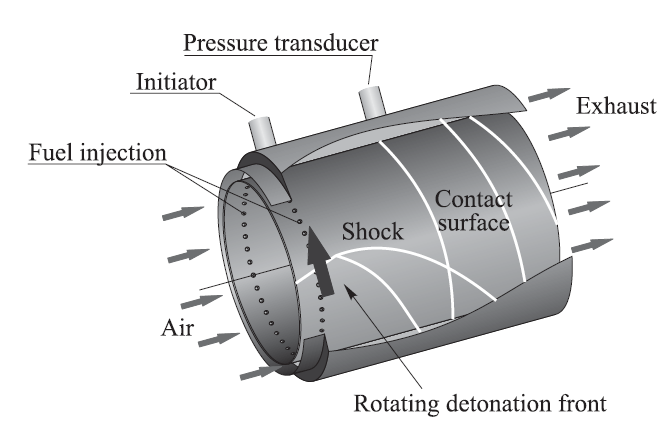 Pressure transducer
Initiator
Exhaust
Fuel injection
Contact
surface
Shock
Air
Rotating detonation front